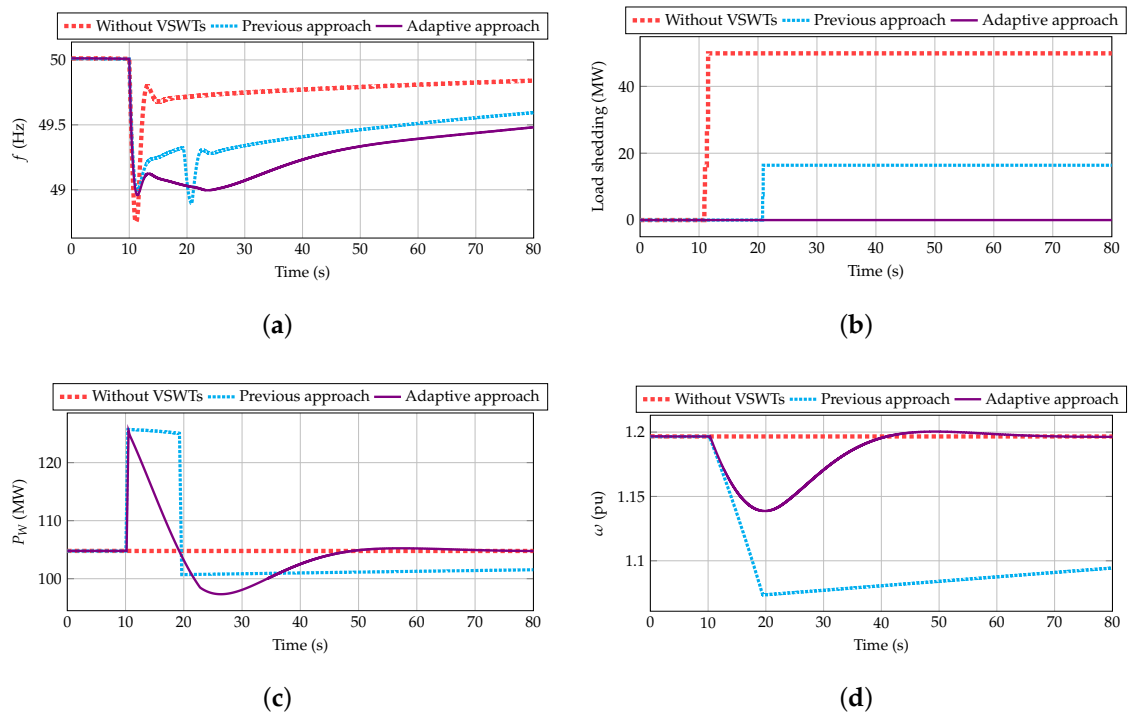 Without VSWTs Previous approach Adaptive approach
50
49.5
49
f (Hz)
0 10 20 30 40 50 60 70 80
Time (s)
(a)
Without VSWTs Previous approach Adaptive approach
40
20
0
Load shedding (MW)
0 10 20 30 40 50 60 70 80
Time (s)
(b)
Without VSWTs Previous approach Adaptive approach
120
110
100
P_W (MW)
0 10 20 30 40 50 60 70 80
Time (s)
(c)
Without VSWTs Previous approach Adaptive approach
1.2
1.15
1.1
ω (pu)
0 10 20 30 40 50 60 70 80
Time (s)
(d)